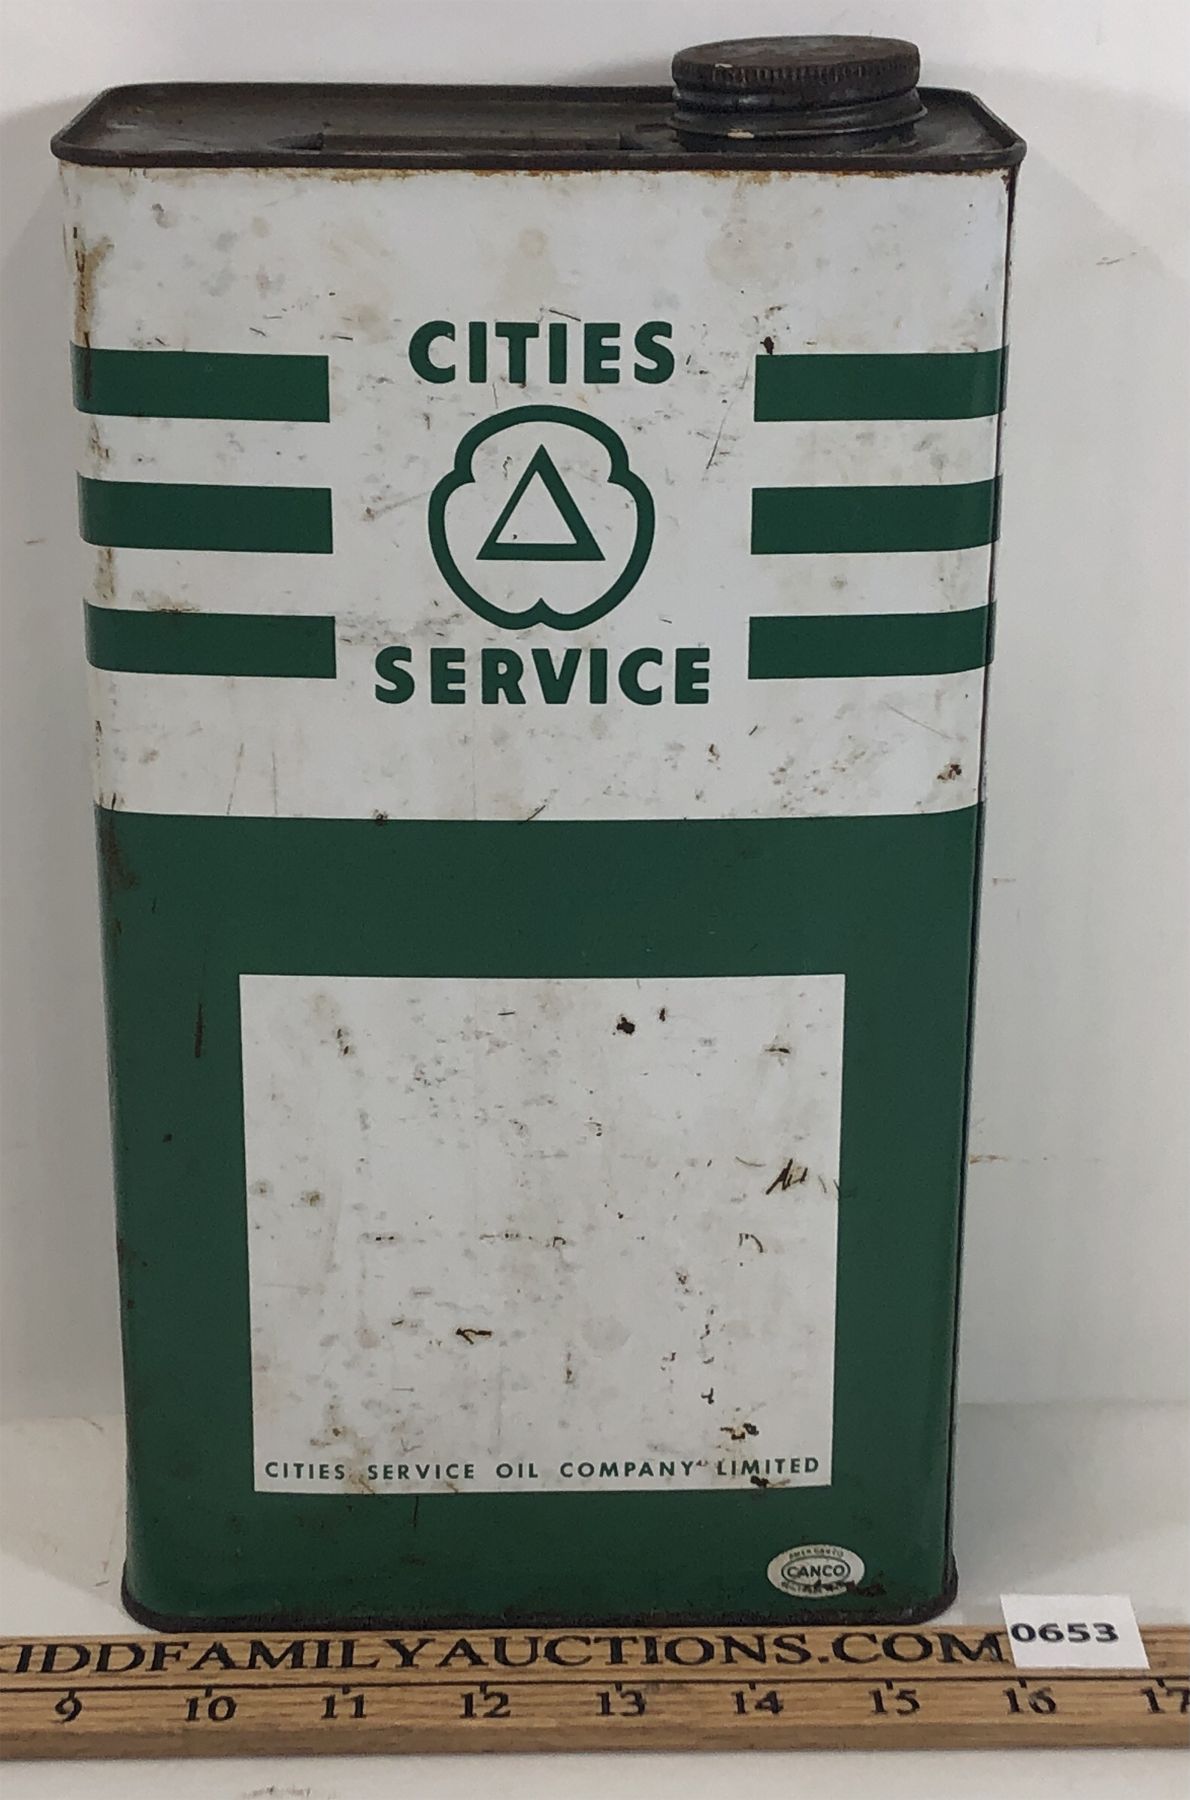 CITIES
SERVICE
CITIES SERVICE OIL COMPANY LIMITED
CANCO
KIDDFAMILYAUCTIONS.COM
0653
9 10 11 12 13 14 15 16 17